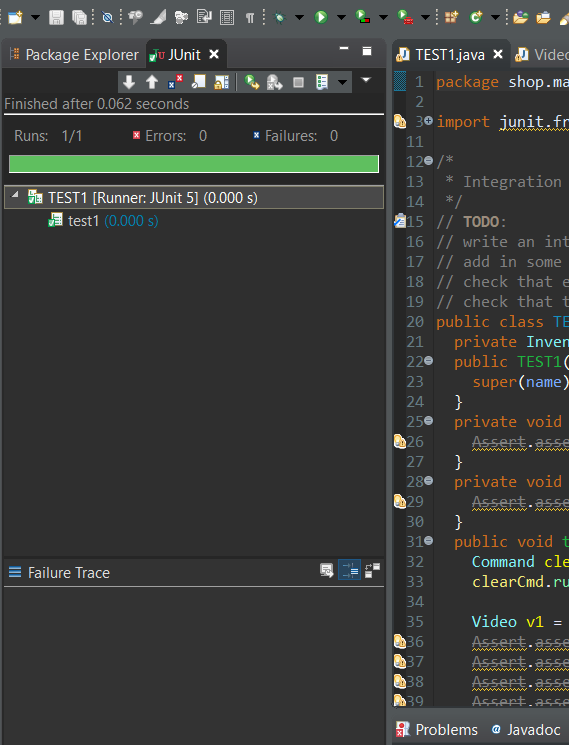 Package Explorer JUnit
Finished after 0.062 seconds
Runs: 1/1 Errors: 0 Failures: 0
TEST1 [Runner: JUnit 5] (0.000 s)
test1 (0.000 s)
Failure Trace
TEST1.java Video
1 package shop.ma
2
3 import junit.fr
11
12 /*
13 * Integration
14 */
15 // TODO:
16 // write an int
17 // add in some
18 // check that e
19 // check that t
20 public class TE
21 private Inven
22 public TEST1(
23 super(name)
24 }
25 private void
26 Assert.asse
27 }
28 private void
29 Assert.asse
30 }
31 public void t
32 Command cle
33 clearCmd.ru
34
35 Video v1 =
36 Assert.asse
37 Assert.asse
38 Assert.asse
39 Assert.asse
Problems @ Javadoc